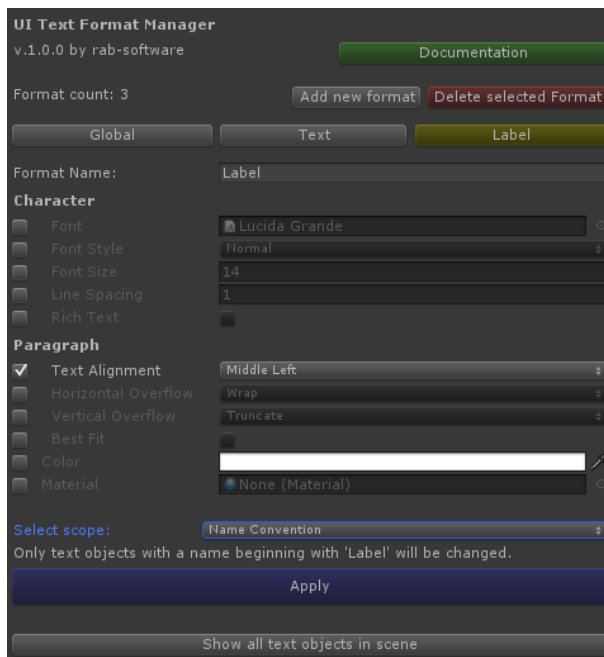 UI Text Format Manager
v.1.0.0 by rab-software
Documentation
Format count: 3
Add new format
Delete selected Format
Global
Text
Label
Format Name:
Label
Character
Font
Lucida Grande
Font Style
Normal
Font Size
14
Line Spacing
1
Rich Text
Paragraph
Text Alignment
Middle Left
Horizontal Overflow
Wrap
Vertical Overflow
Truncate
Best Fit
Color
Material
None (Material)
Select scope:
Name Convention
Only text objects with a name beginning with 'Label' will be changed.
Apply
Show all text objects in scene